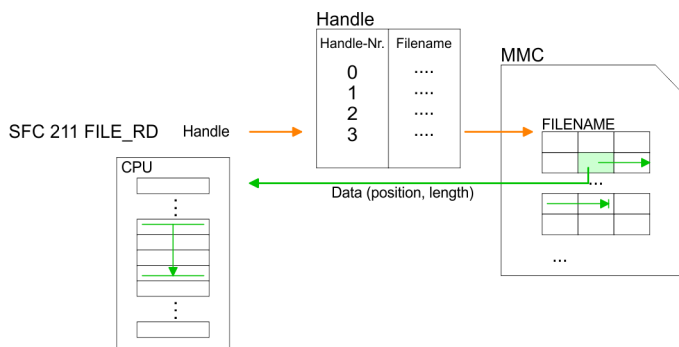 Handle
Handle-Nr. Filename
0 ....
1 ....
2 ....
3 ....
MMC
SFC 211 FILE_RD Handle
FILENAME
...
...
CPU
⋮
⋮
Data (position, length)